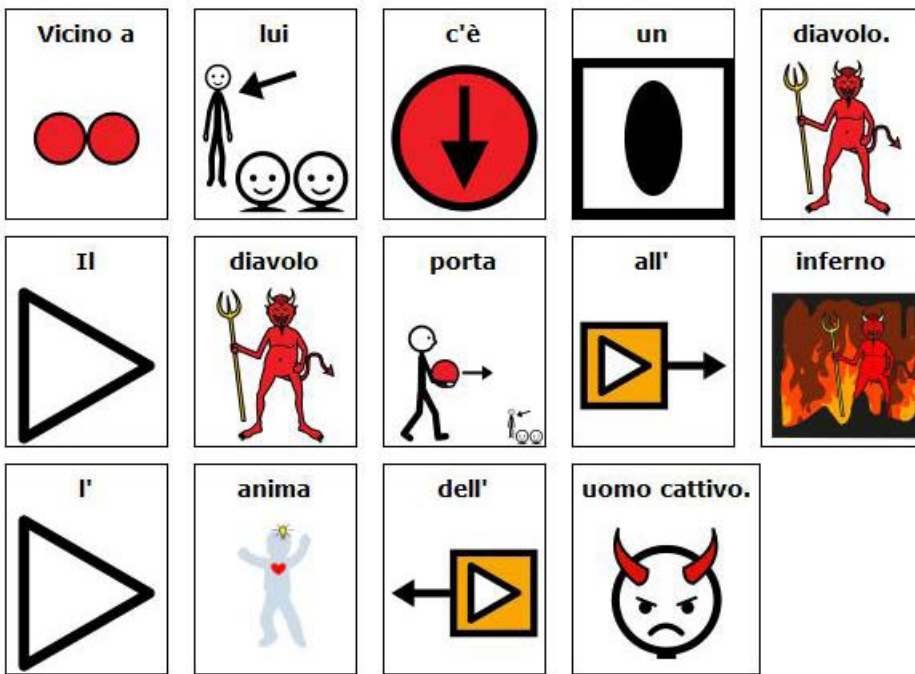 Vicino a lui c'è un diavolo.
Il diavolo porta all' inferno
l' anima dell' uomo cattivo.